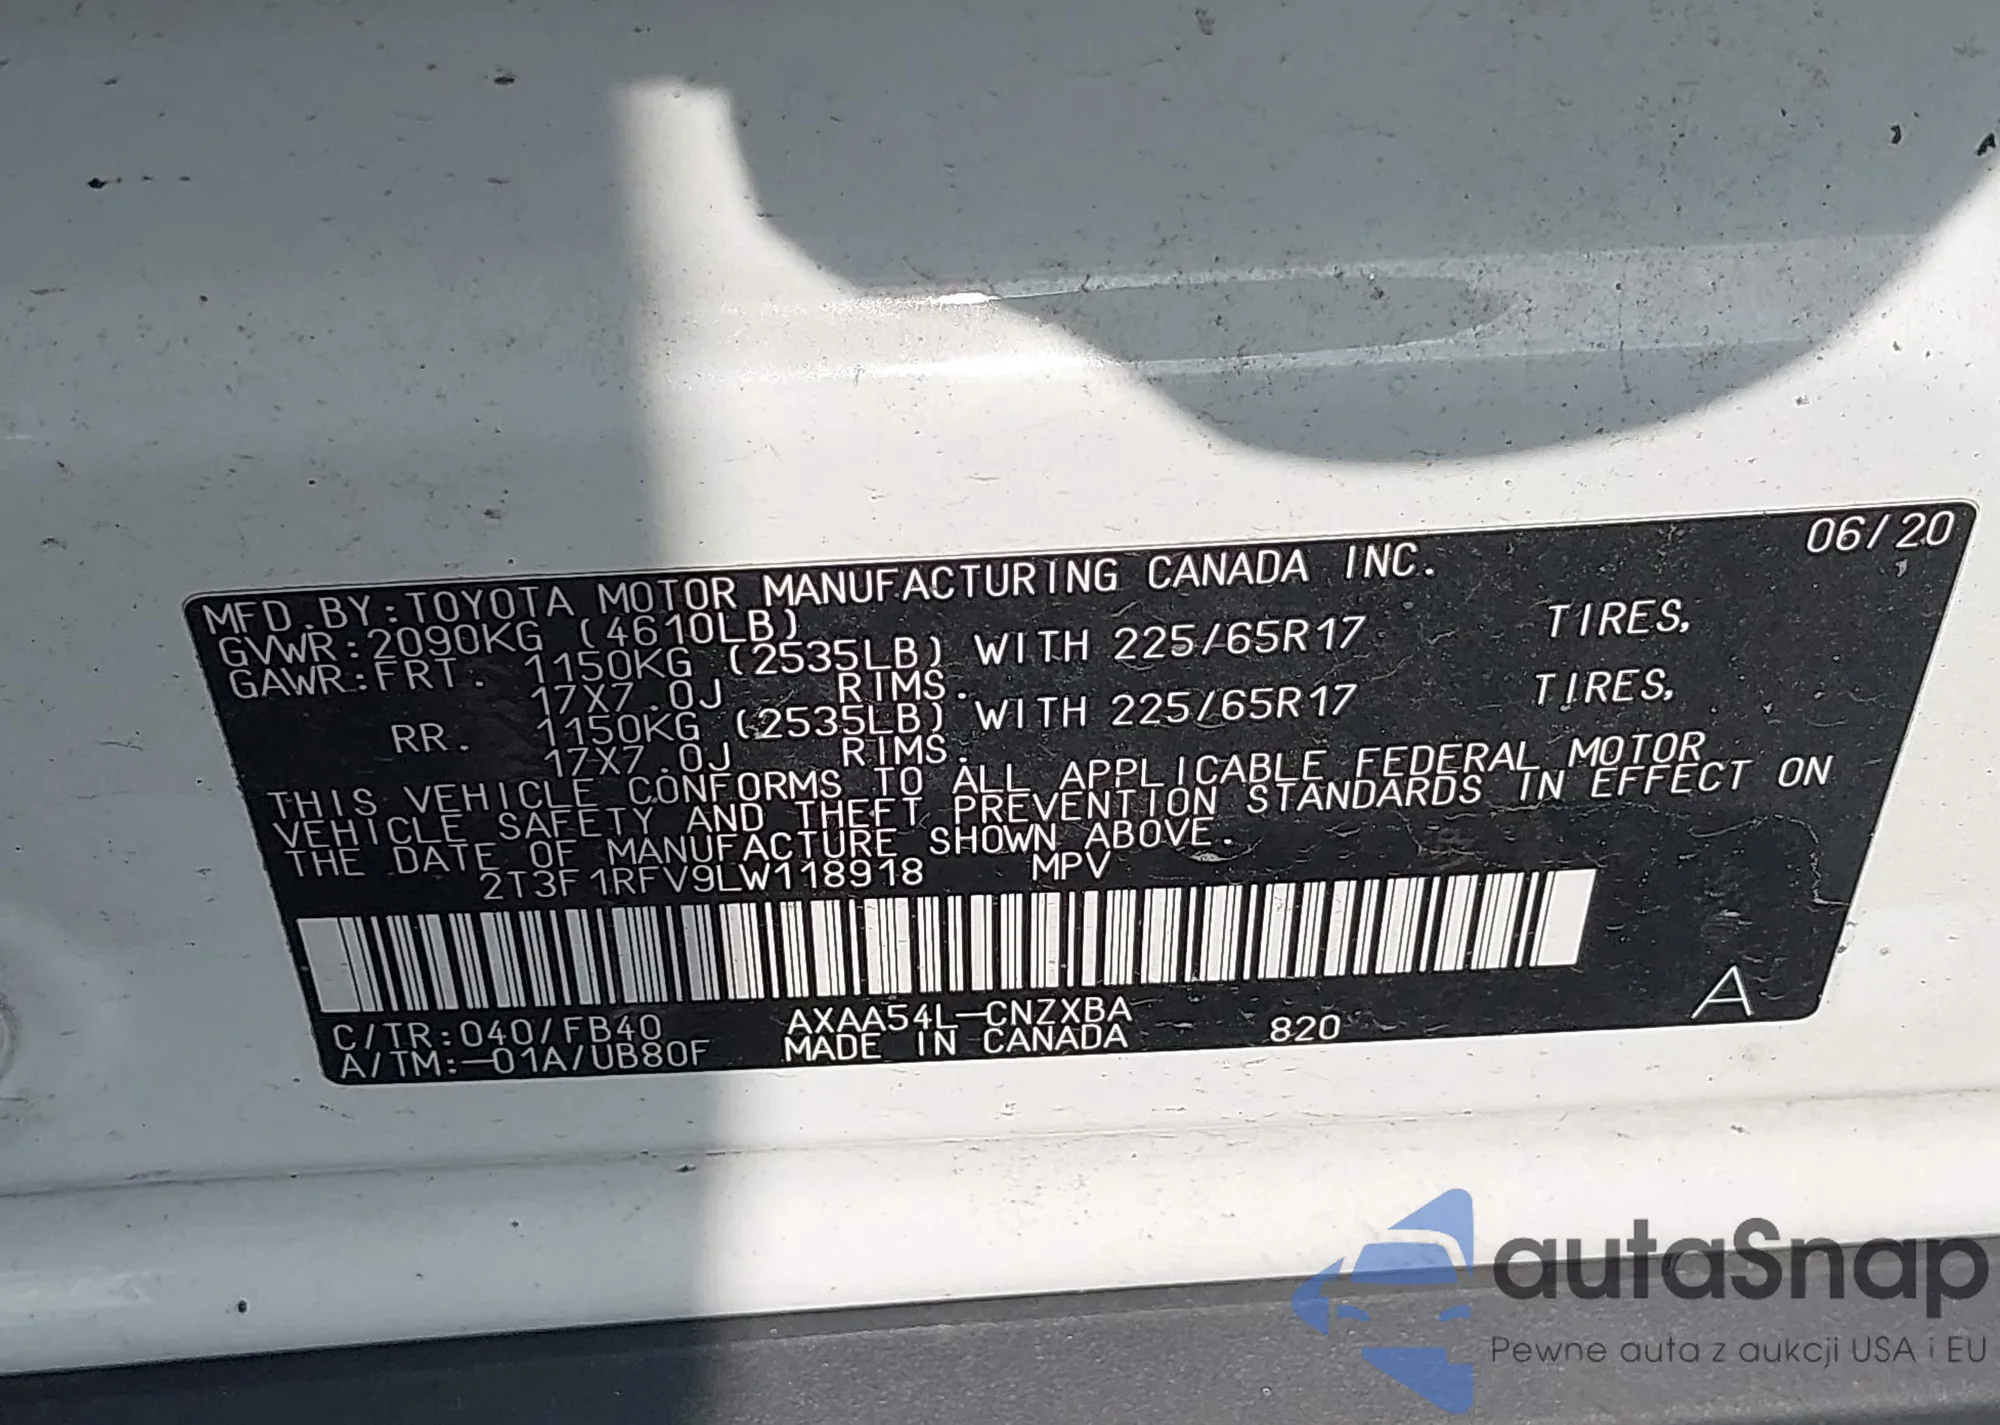 06/20
MFD.BY:TOYOTA MOTOR MANUFACTURING CANADA INC.
GVWR:2090KG (4610LB)
GAWR:FRT. 1150KG (2535LB) WITH 225/65R17 TIRES,
17X7.0J RIMS.
RR. 1150KG (2535LB) WITH 225/65R17 TIRES,
17X7.0J RIMS.
THIS VEHICLE CONFORMS TO ALL APPLICABLE FEDERAL MOTOR
VEHICLE SAFETY AND THEFT PREVENTION STANDARDS IN EFFECT ON
THE DATE OF MANUFACTURE SHOWN ABOVE.
2T3F1RFV9LW118918 MPV
C/TR:040/FB40 AXAA54L-CNZXBA
A/TM:-01A/UB80F MADE IN CANADA 820 A
autaSnap
Pewne auta z aukcji USA i EU